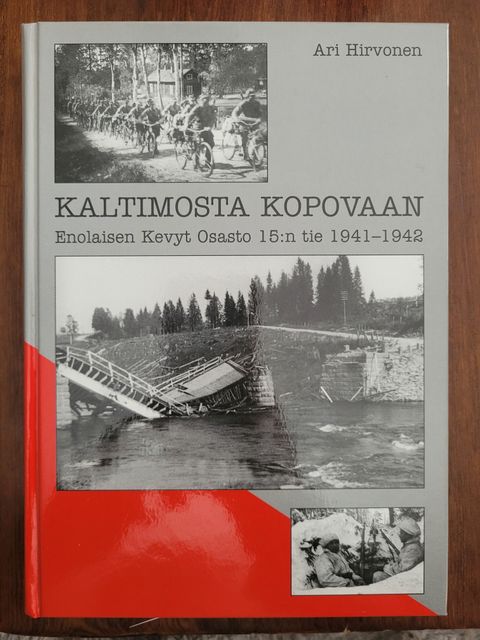 Ari Hirvonen
KALTIMOSTA KOPOVAAN
Enolaisen Kevyt Osasto 15:n tie 1941–1942